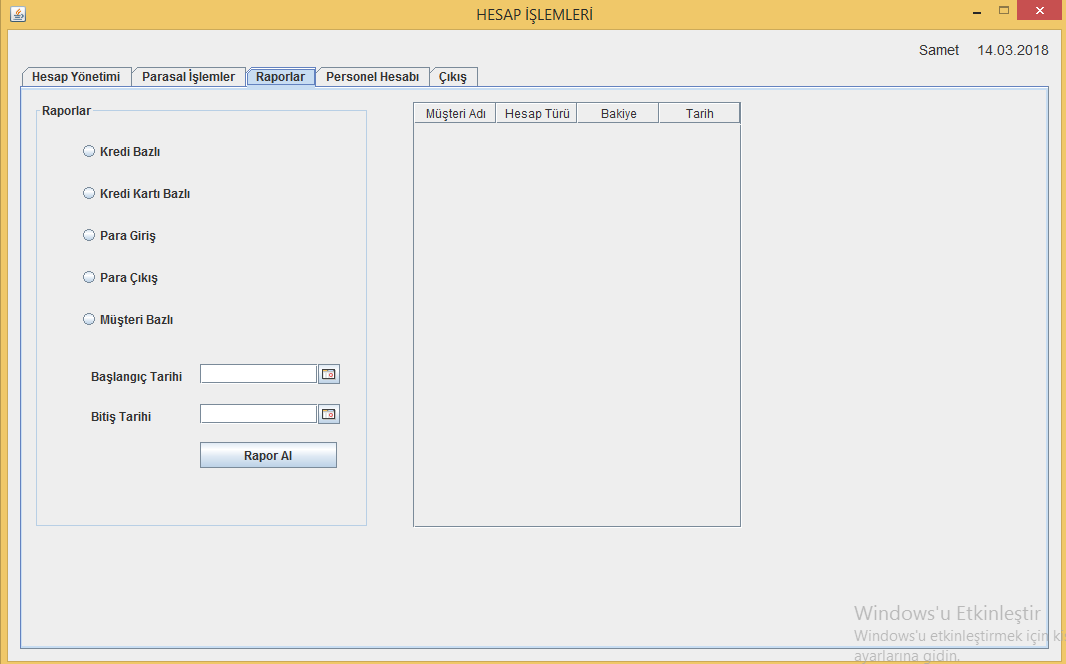 HESAP İŞLEMLERİ
Samet 14.03.2018
Hesap Yönetimi Parasal İşlemler Raporlar Personel Hesabı Çıkış
Raporlar
Kredi Bazlı
Kredi Kartı Bazlı
Para Giriş
Para Çıkış
Müşteri Bazlı
Başlangıç Tarihi
Bitiş Tarihi
Rapor Al
Müşteri Adı Hesap Türü Bakiye Tarih
Windows'u Etkinleştir
Windows'u etkinleştirmek için
ayarlarına gidin.